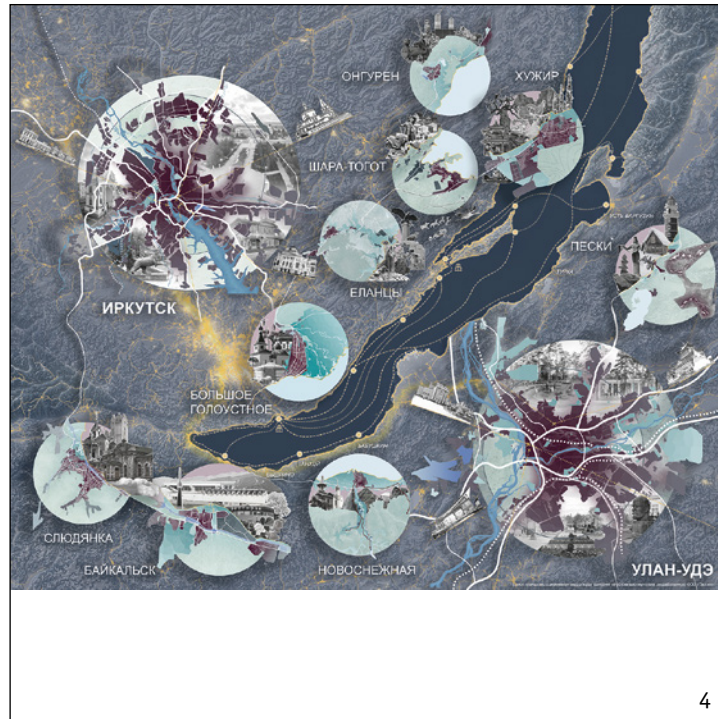 ОНГУРЕН
ХУЖИР
ШАРА-ТОГОТ
ПЕСКИ
ЕЛАНЦЫ
ИРКУТСК
БОЛЬШОЕ
ГОЛОУСТНОЕ
СЛЮДЯНКА
БАЙКАЛЬСК
НОВОСНЕЖНАЯ
УЛАН-УДЭ
4